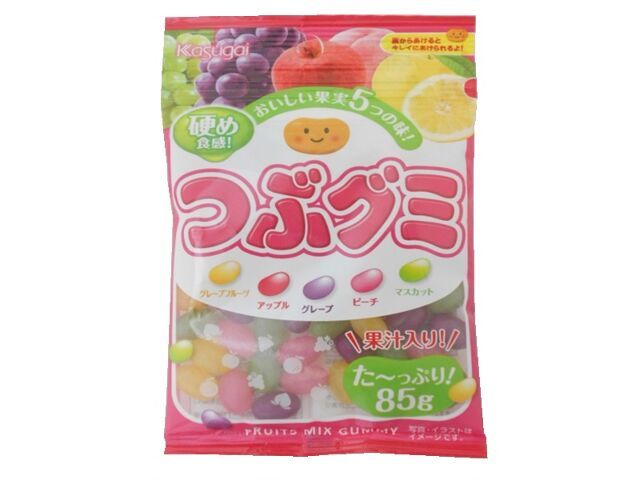 Kasugai
裏からあけると
キレイにあけられるよ!
おいしい果実5つの味!
硬め
食感!
つぶグミ
グレープフルーツ
アップル
グレープ
ピーチ
マスカット
果汁入り!
た〜っぷり!
85g
FRUITS MIX GUMMY
写真・イラストは
イメージです。